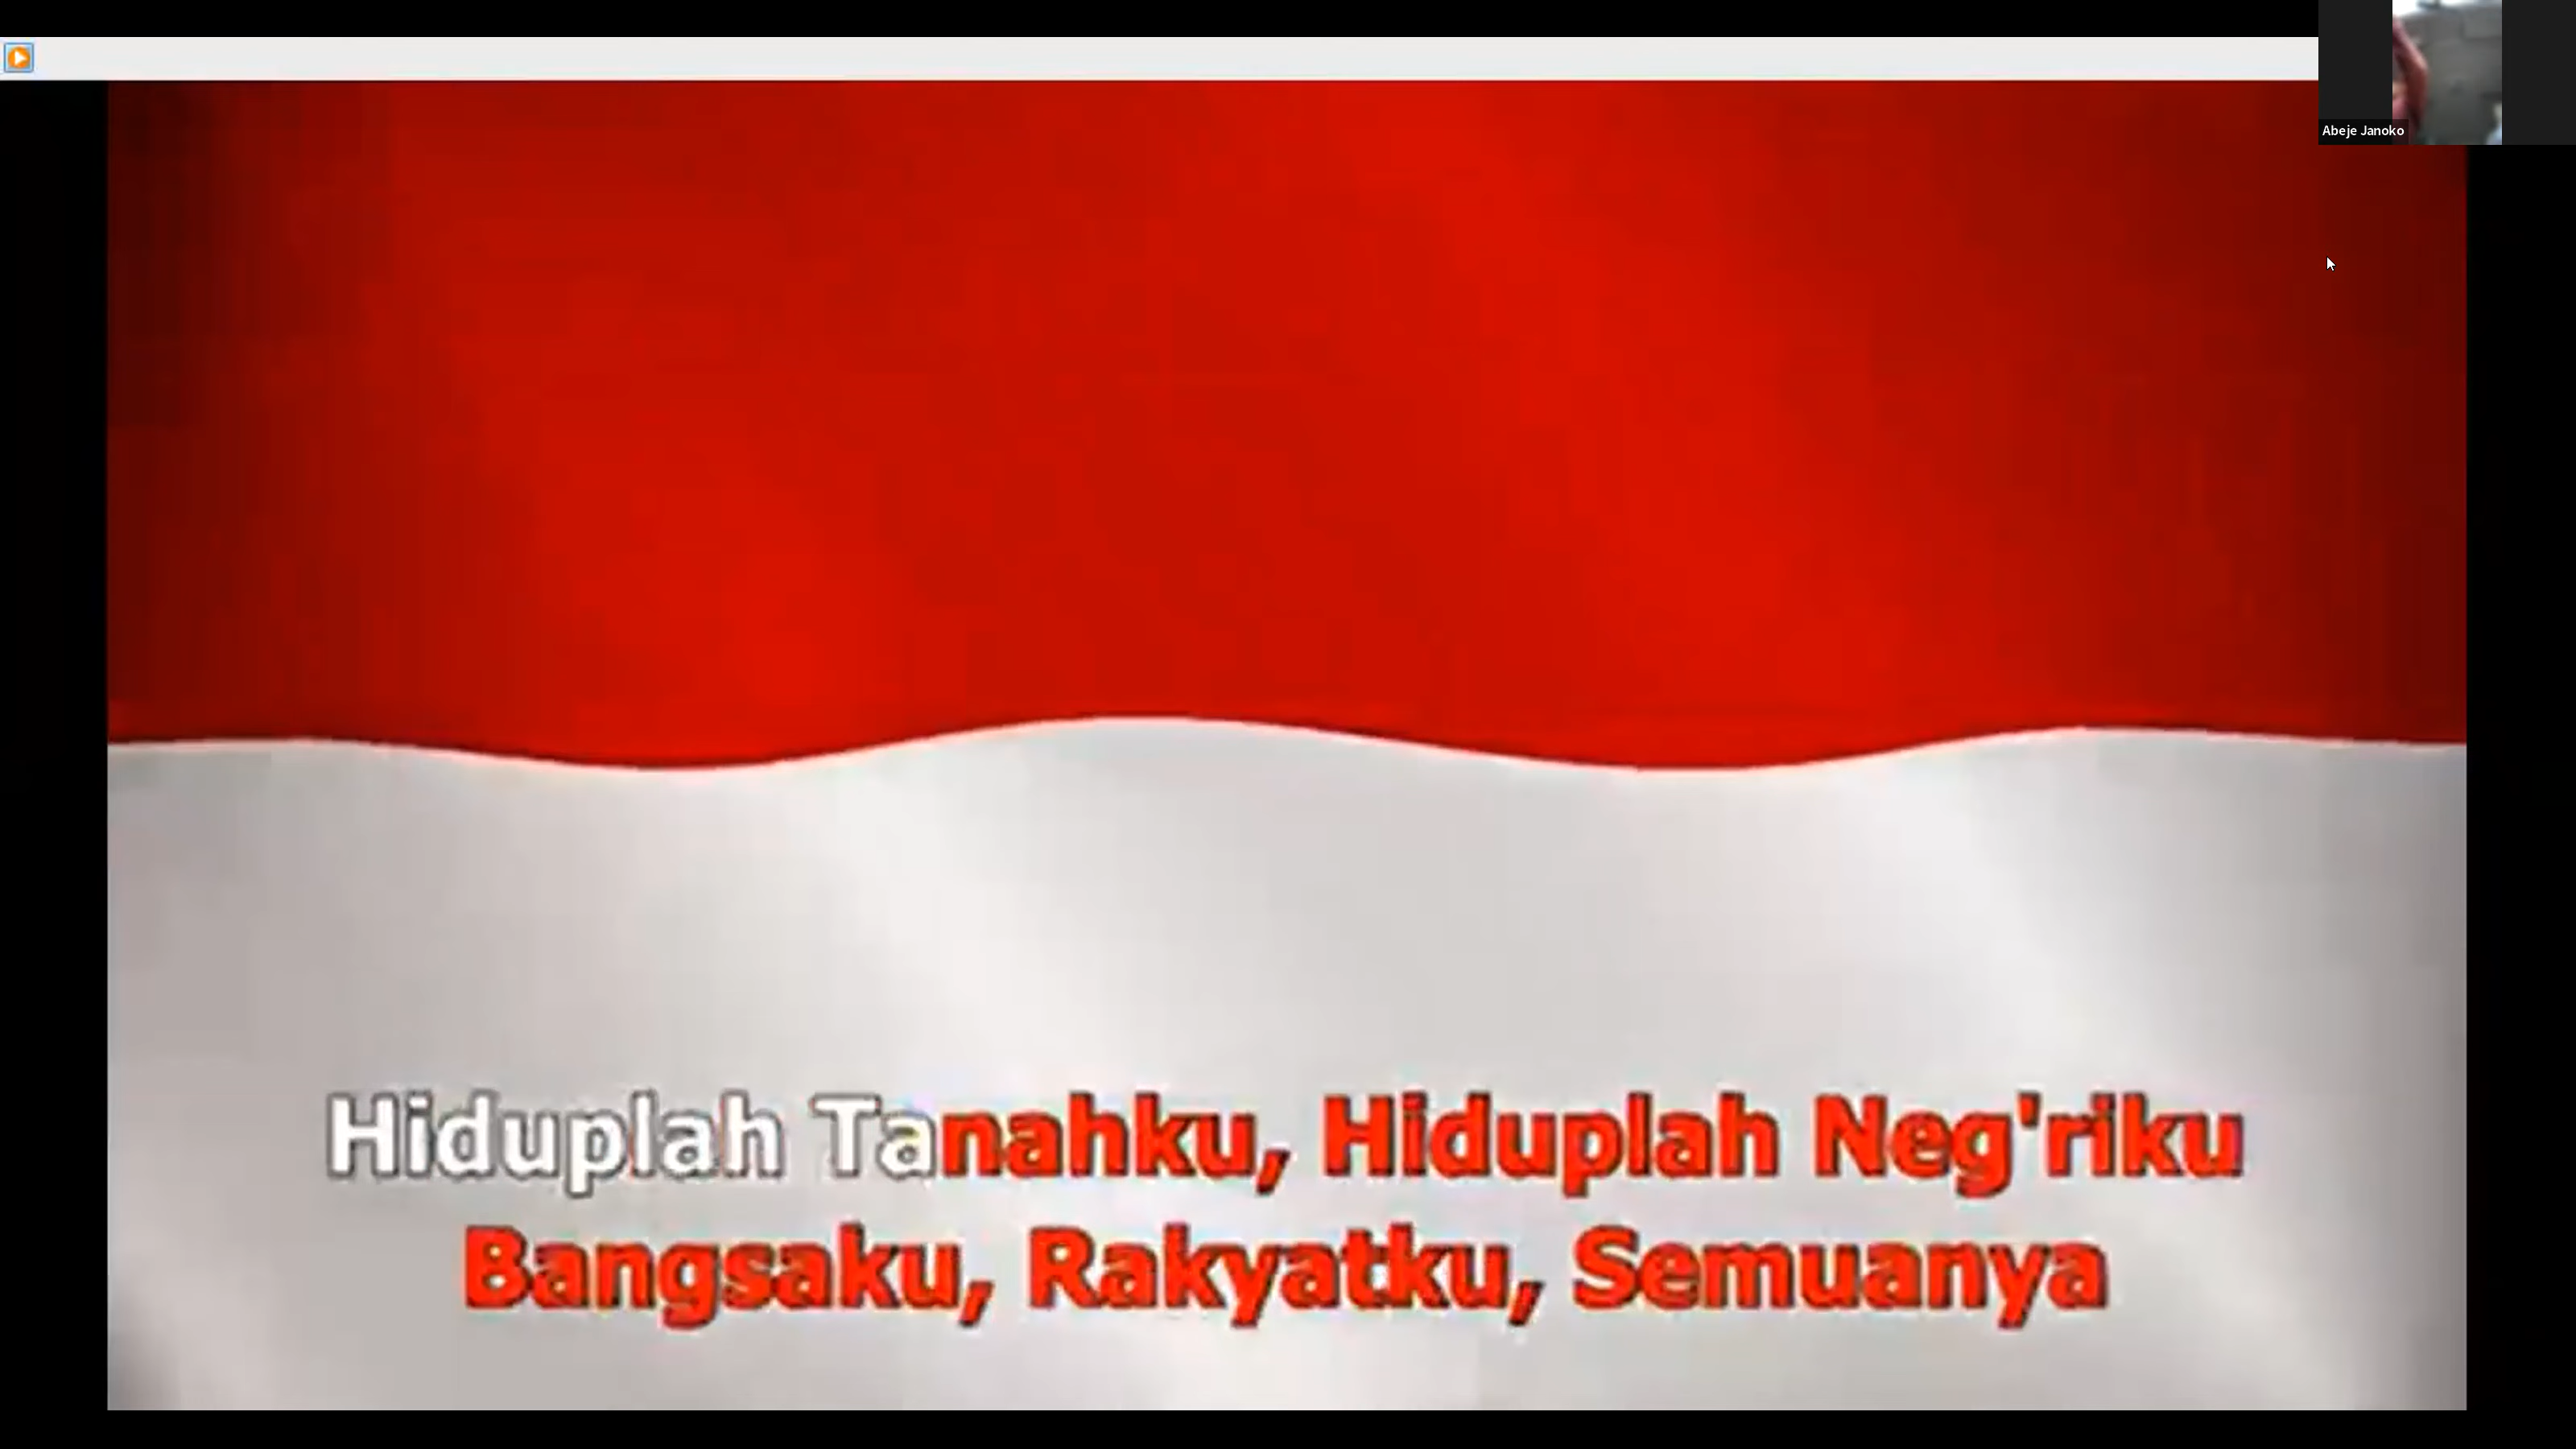 Abeje Janoko
Hiduplah Tanahku, Hiduplah Neg'riku
Bangsaku, Rakyatku, Semuanya